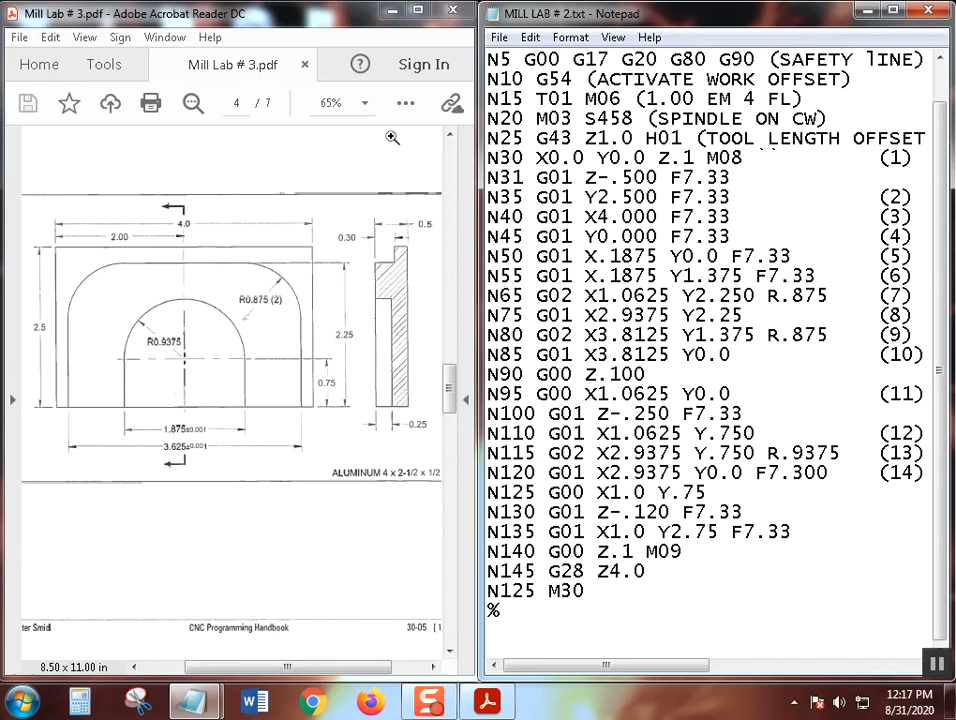 Mill Lab # 3.pdf - Adobe Acrobat Reader DC
File Edit View Sign Window Help
Home Tools Mill Lab #3.pdf × ? Sign In
4 / 7 65%
4.0
2.00
0.30
0.5
R0.875 (2)
2.5
R0.9375
2.25
0.75
1.875±0.001
3.625±0.001
0.25
ALUMINUM 4 x 2-1/2 x 1/2
ter Smid CNC Programming Handbook 30-05 [ 1
8.50 x 11.00 in
MILL LAB # 2.txt - Notepad
File Edit Format View Help
N5 G00 G17 G20 G80 G90 (SAFETY lINE)
N10 G54 (ACTIVATE WORK OFFSET)
N15 T01 M06 (1.00 EM 4 FL)
N20 M03 S458 (SPINDLE ON CW)
N25 G43 Z1.0 H01 (TOOL LENGTH OFFSET
N30 X0.0 Y0.0 Z.1 M08 `` (1)
N31 G01 Z-.500 F7.33
N35 G01 Y2.500 F7.33 (2)
N40 G01 X4.000 F7.33 (3)
N45 G01 Y0.000 F7.33 (4)
N50 G01 X.1875 Y0.0 F7.33 (5)
N55 G01 X.1875 Y1.375 F7.33 (6)
N65 G02 X1.0625 Y2.250 R.875 (7)
N75 G01 X2.9375 Y2.25 (8)
N80 G02 X3.8125 Y1.375 R.875 (9)
N85 G01 X3.8125 Y0.0 (10)
N90 G00 Z.100
N95 G00 X1.0625 Y0.0 (11)
N100 G01 Z-.250 F7.33
N110 G01 X1.0625 Y.750 (12)
N115 G02 X2.9375 Y.750 R.9375 (13)
N120 G01 X2.9375 Y0.0 F7.300 (14)
N125 G00 X1.0 Y.75
N130 G01 Z-.120 F7.33
N135 G01 X1.0 Y2.75 F7.33
N140 G00 Z.1 M09
N145 G28 Z4.0
N125 M30
%
12:17 PM
8/31/2020